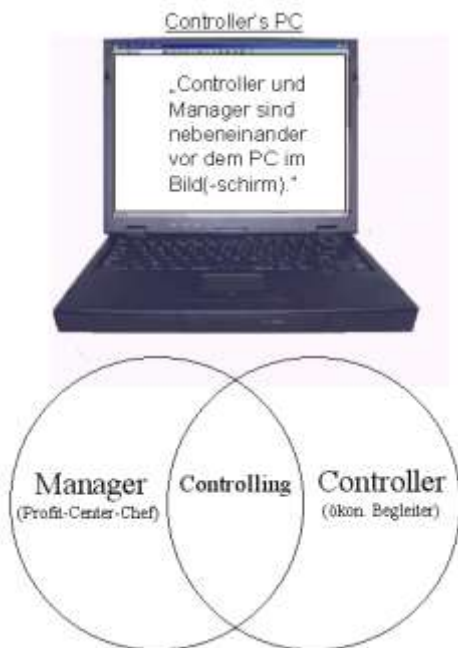 Controller's PC
„Controller und
Manager sind
nebeneinander
vor dem PC im
Bild(-schirm)."
Manager
(Profit-Center-Chef)
Controlling
Controller
(ökon. Begleiter)